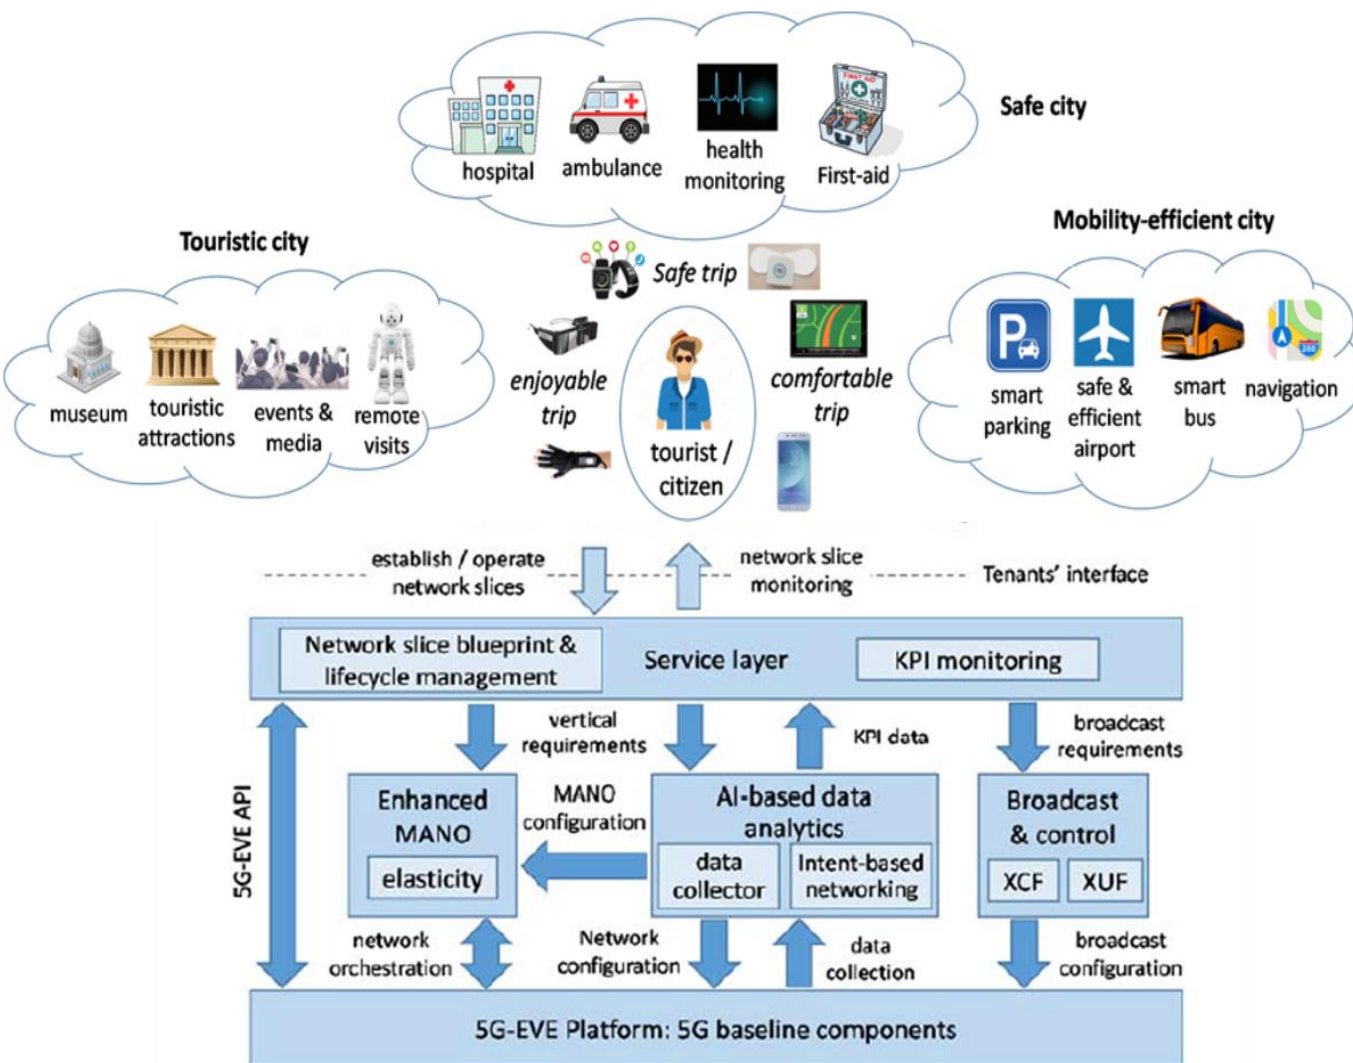 Safe city
hospital
ambulance
health
monitoring
FIRST AID
First-aid
Touristic city
museum
touristic
attractions
events &
media
remote
visits
Safe trip
enjoyable
trip
comfortable
trip
tourist /
citizen
Mobility-efficient city
P
smart
parking
safe &
efficient
airport
smart
bus
280
navigation
establish / operate
network slices
network slice
monitoring
Tenants' interface
Network slice blueprint &
lifecycle management
Service layer
KPI monitoring
5G-EVE API
vertical
requirements
KPI data
broadcast
requirements
Enhanced
MANO
elasticity
MANO
configuration
AI-based data
analytics
data
collector
Intent-based
networking
Broadcast
& control
XCF
XUF
network
orchestration
Network
configuration
data
collection
broadcast
configuration
5G-EVE Platform: 5G baseline components